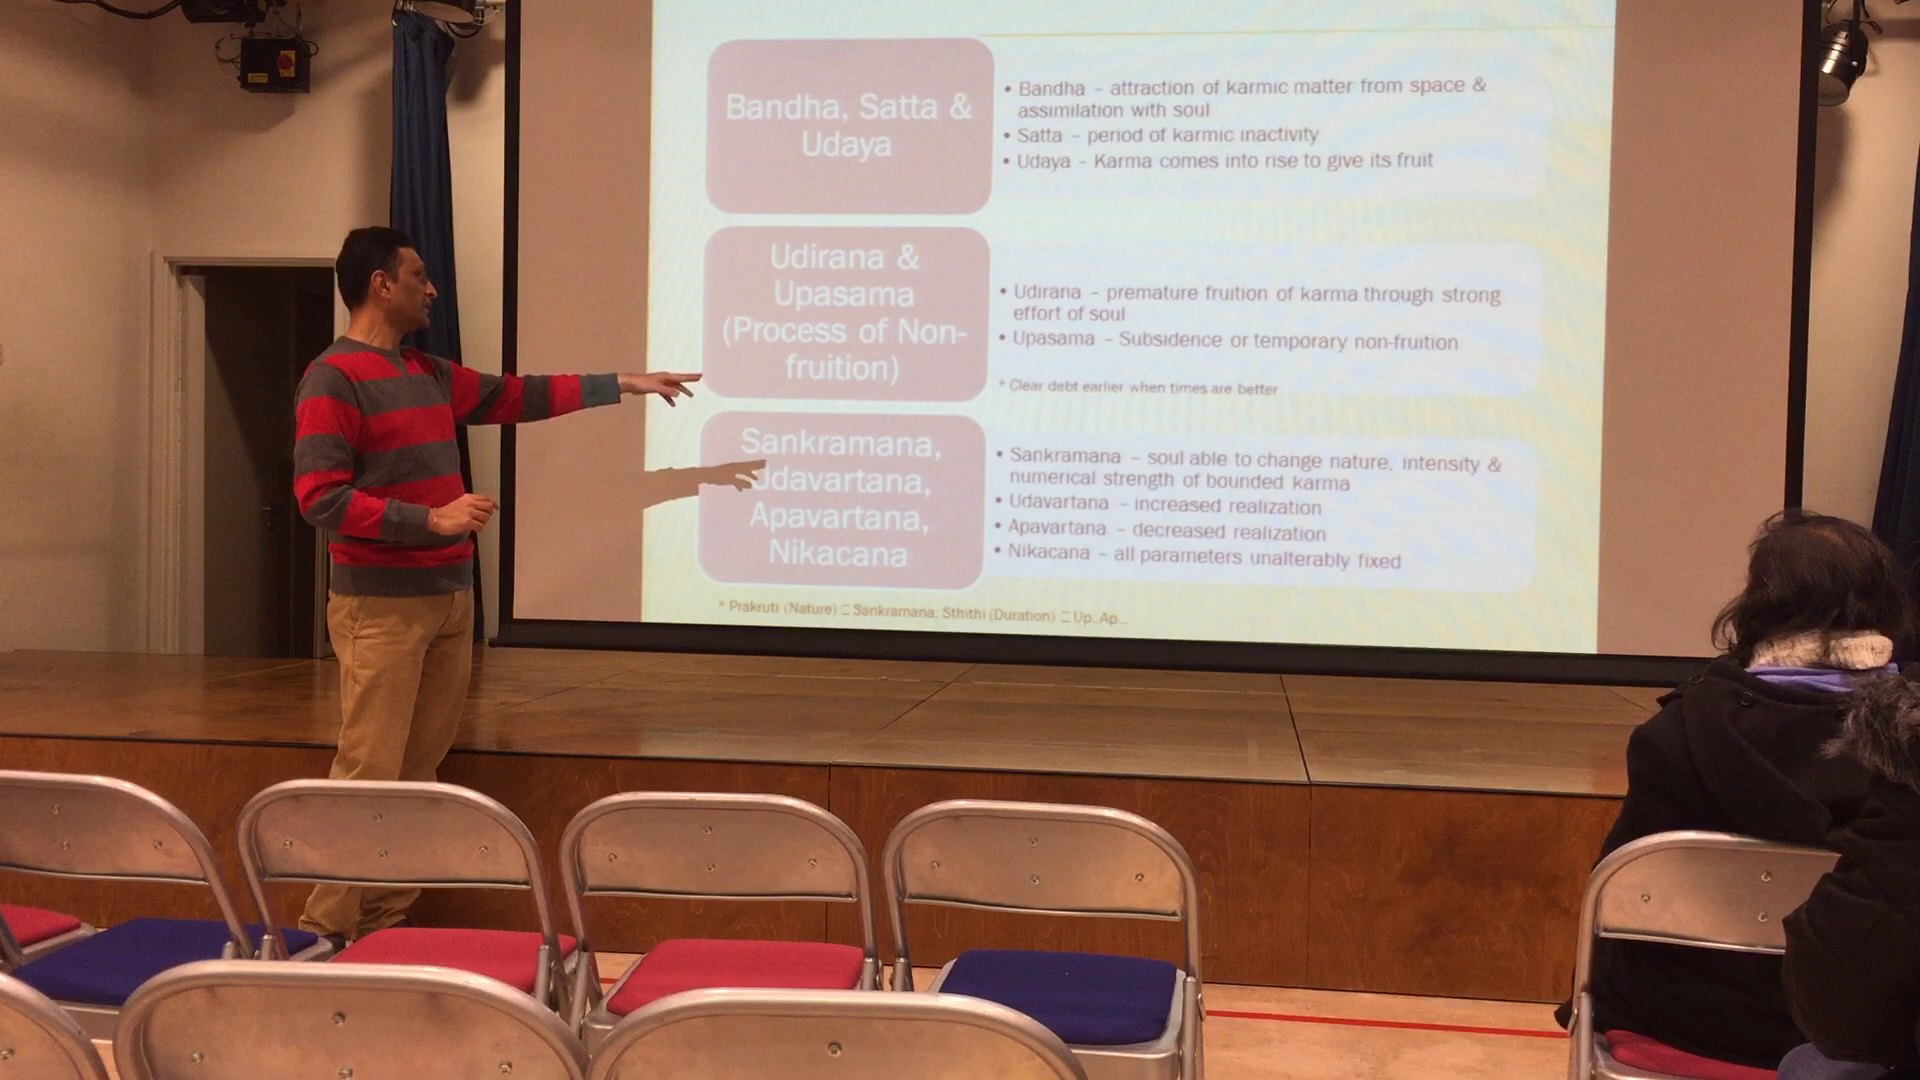 Bandha, Satta &
Udaya
• Bandha – attraction of karmic matter from space &
assimilation with soul
• Satta – period of karmic inactivity
• Udaya – Karma comes into rise to give its fruit
Udirana &
Upasama
(Process of Non-
fruition)
• Udirana – premature fruition of karma through strong
effort of soul
• Upasama – Subsidence or temporary non-fruition
* Clear debt earlier when times are better
Sankramana,
Udavartana,
Apavartana,
Nikacana
• Sankramana – soul able to change nature, intensity &
numerical strength of bounded karma
• Udavartana – increased realization
• Apavartana – decreased realization
• Nikacana – all parameters unalterably fixed
* Prakruti (Nature) Sankramana; Sthithi (Duration) Up..Ap...